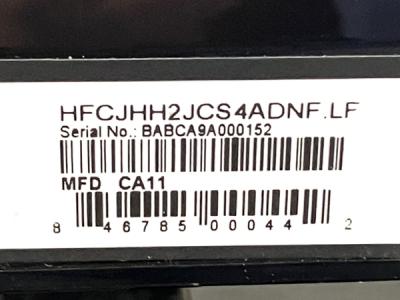 HFCJHH2JCS4ADNF.LF
Serial No.: BABCA9A000152
MFD CA11
8 46785 00044 2